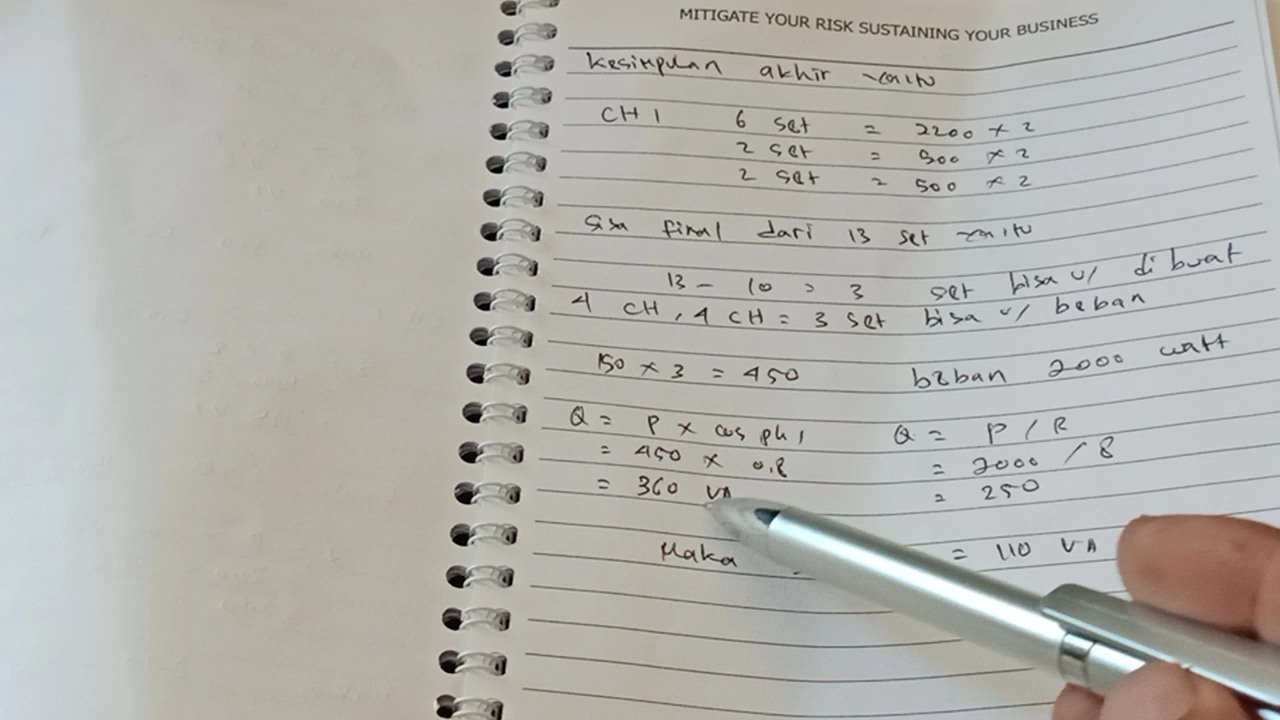 MITIGATE YOUR RISK SUSTAINING YOUR BUSINESS
Kesimpulan akhir yaitu
CH 1 6 set = 2200 x 2
2 set = 900 x 2
2 set = 500 x 2
Sisa final dari 13 set yaitu
13 - 10 = 3 set bisa u/ di buat
4 CH, 4 CH = 3 set bisa u/ beban
150 x 3 = 450 beban 2000 watt
Q = P x cos phi Q = P / R
= 450 x 0.8 = 2000 / 8
= 360 VA = 250
Maka = 110 VA